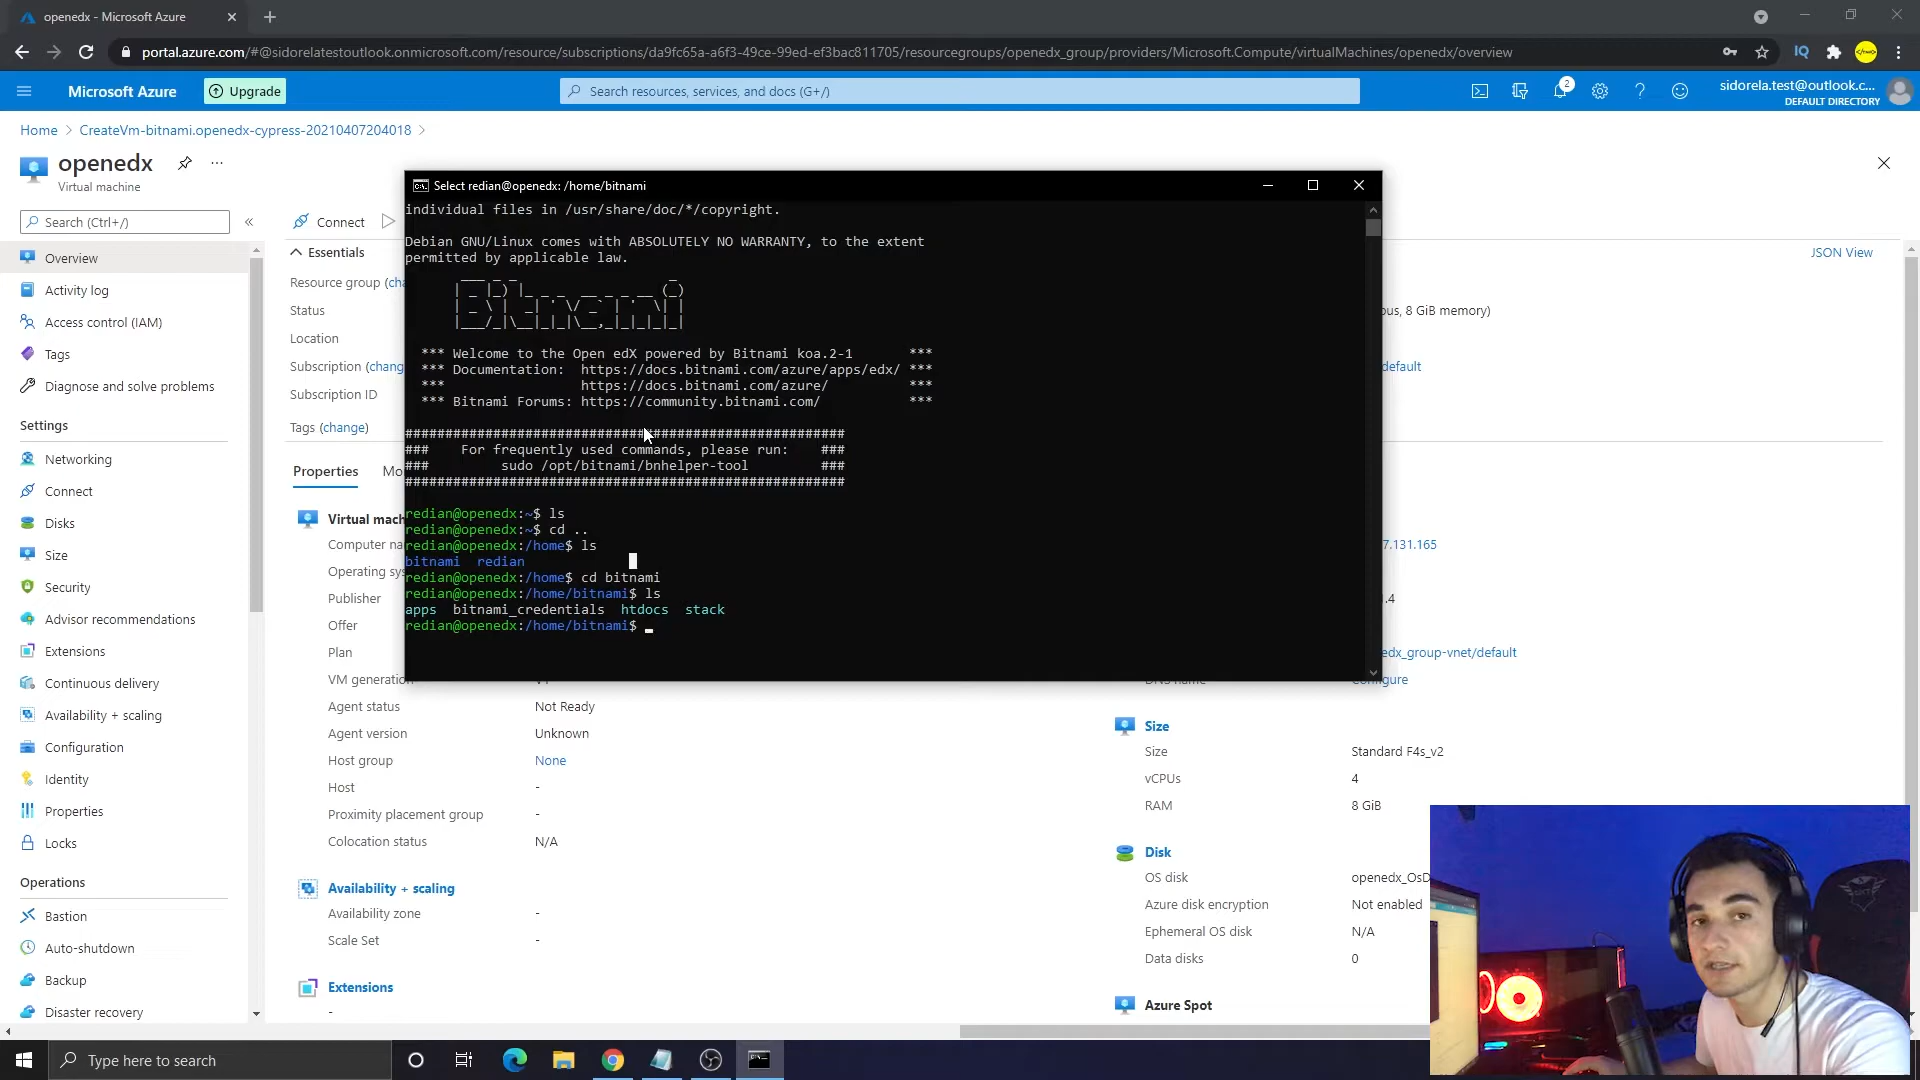 openedx - Microsoft Azure
portal.azure.com/#@sidorelatestoutlook.onmicrosoft.com/resource/subscriptions/da9fc65a-a6f3-49ce-99ed-ef3bac811705/resourcegroups/openedx_group/providers/Microsoft.Compute/virtualMachines/openedx/overview
IQ
Microsoft Azure
Upgrade
Search resources, services, and docs (G+/)
2
sidorela.test@outlook.c...
DEFAULT DIRECTORY
Home > CreateVm-bitnami.openedx-cypress-20210407204018 >
openedx
Virtual machine
Search (Ctrl+/)
Overview
Activity log
Access control (IAM)
Tags
Diagnose and solve problems
Settings
Networking
Connect
Disks
Size
Security
Advisor recommendations
Extensions
Continuous delivery
Availability + scaling
Configuration
Identity
Properties
Locks
Operations
Bastion
Auto-shutdown
Backup
Disaster recovery
Connect
Essentials
JSON View
Resource group (cha
Status
ous, 8 GiB memory)
Location
Subscription (chang
default
Subscription ID
Tags (change)
Properties
Mo
Select redian@openedx: /home/bitnami
individual files in /usr/share/doc/*/copyright.
Debian GNU/Linux comes with ABSOLUTELY NO WARRANTY, to the extent
permitted by applicable law.
Bitnami
*** Welcome to the Open edX powered by Bitnami koa.2-1 ***
*** Documentation: https://docs.bitnami.com/azure/apps/edx/ ***
*** https://docs.bitnami.com/azure/ ***
*** Bitnami Forums: https://community.bitnami.com/ ***
#######################################################
### For frequently used commands, please run: ###
### sudo /opt/bitnami/bnhelper-tool ###
#######################################################
redian@openedx:~$ ls
redian@openedx:~$ cd ..
redian@openedx:/home$ ls
bitnami redian
redian@openedx:/home$ cd bitnami
redian@openedx:/home/bitnami$ ls
apps bitnami_credentials htdocs stack
redian@openedx:/home/bitnami$ _
Virtual mach
Computer na
Operating sys
Publisher
Offer
Plan
VM generation
Agent status Not Ready
Agent version Unknown
Host group None
Host -
Proximity placement group -
Colocation status N/A
Availability + scaling
Availability zone -
Scale Set -
Extensions
-
7.131.165
.4
edx_group-vnet/default
Configure
Size
Size Standard F4s_v2
vCPUs 4
RAM 8 GiB
Disk
OS disk openedx_OsD
Azure disk encryption Not enabled
Ephemeral OS disk N/A
Data disks 0
Azure Spot
Type here to search